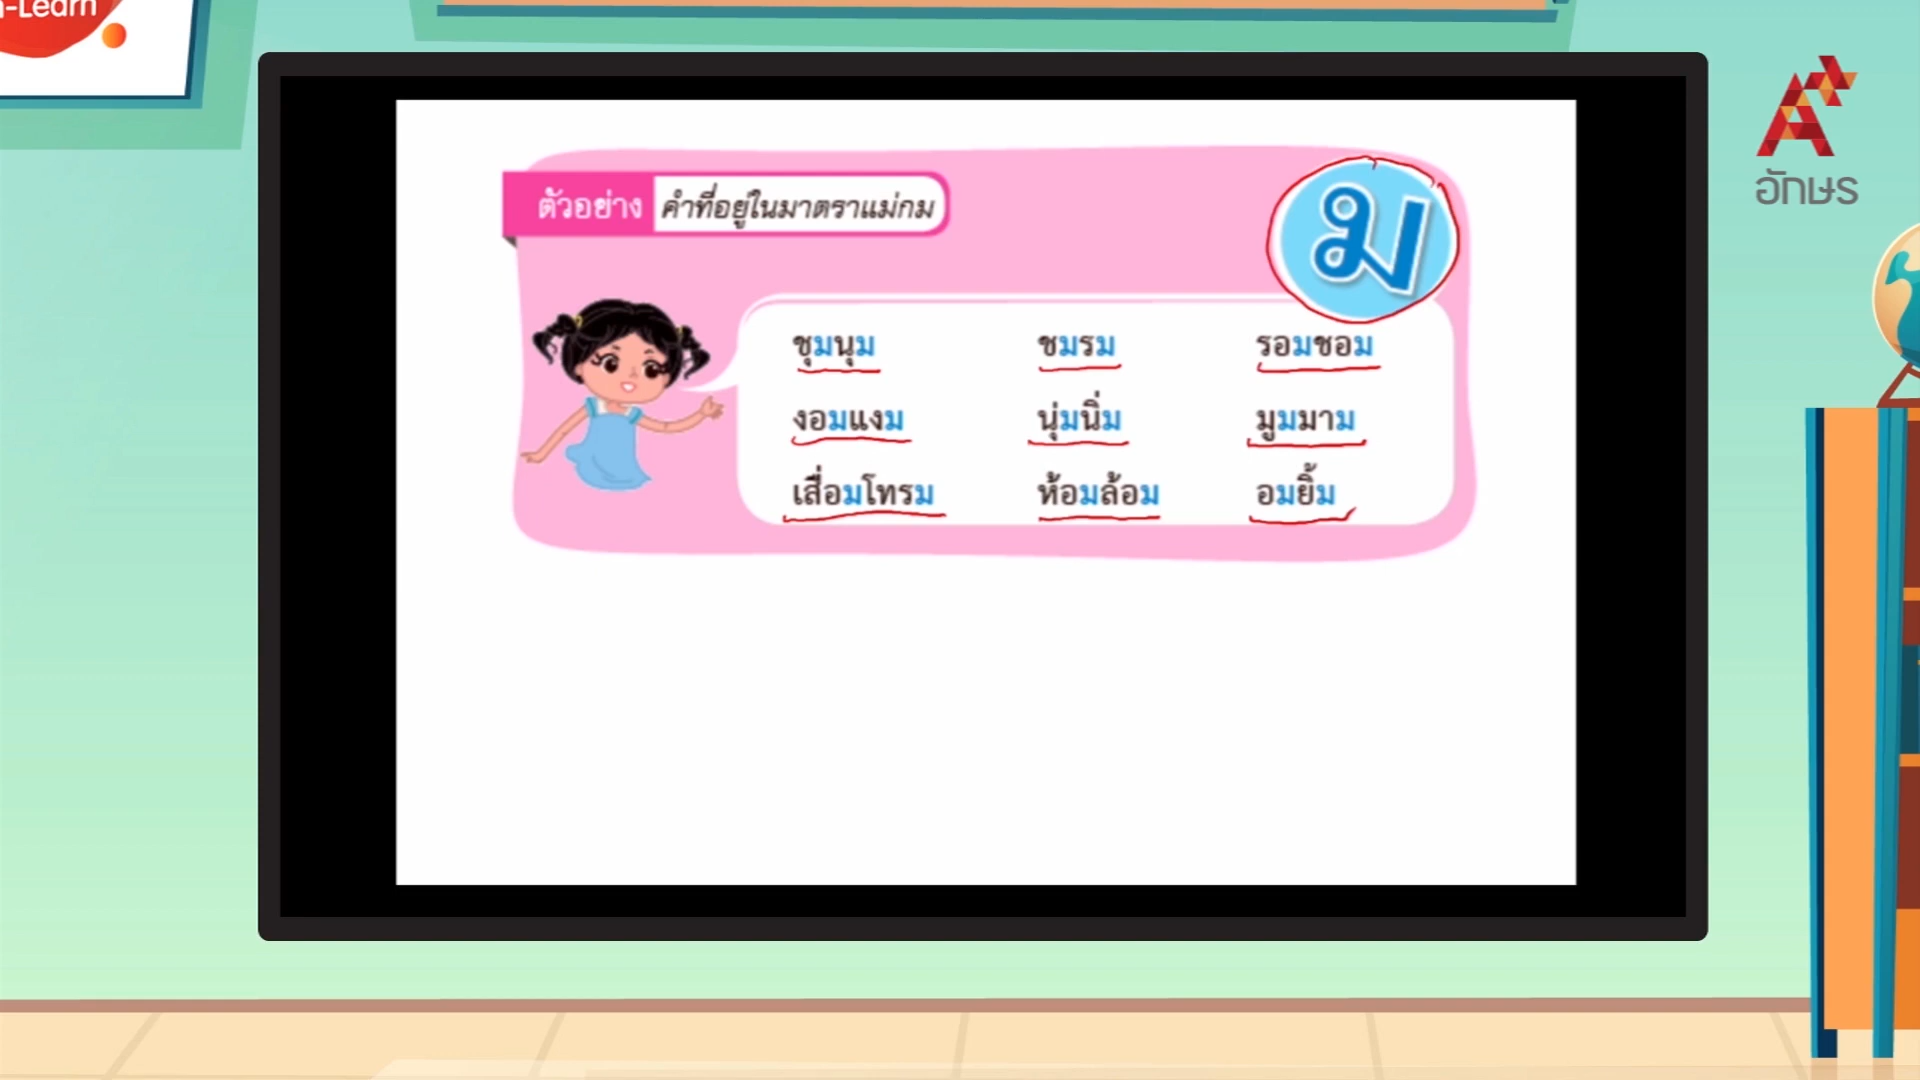 -Learn
อักษร
ตัวอย่าง คำที่อยู่ในมาตราแม่กม
ม
ชุมนุม ชมรม รอมชอม
งอมแงม นุ่มนิ่ม มูมมาม
เสื่อมโทรม ห้อมล้อม อมยิ้ม